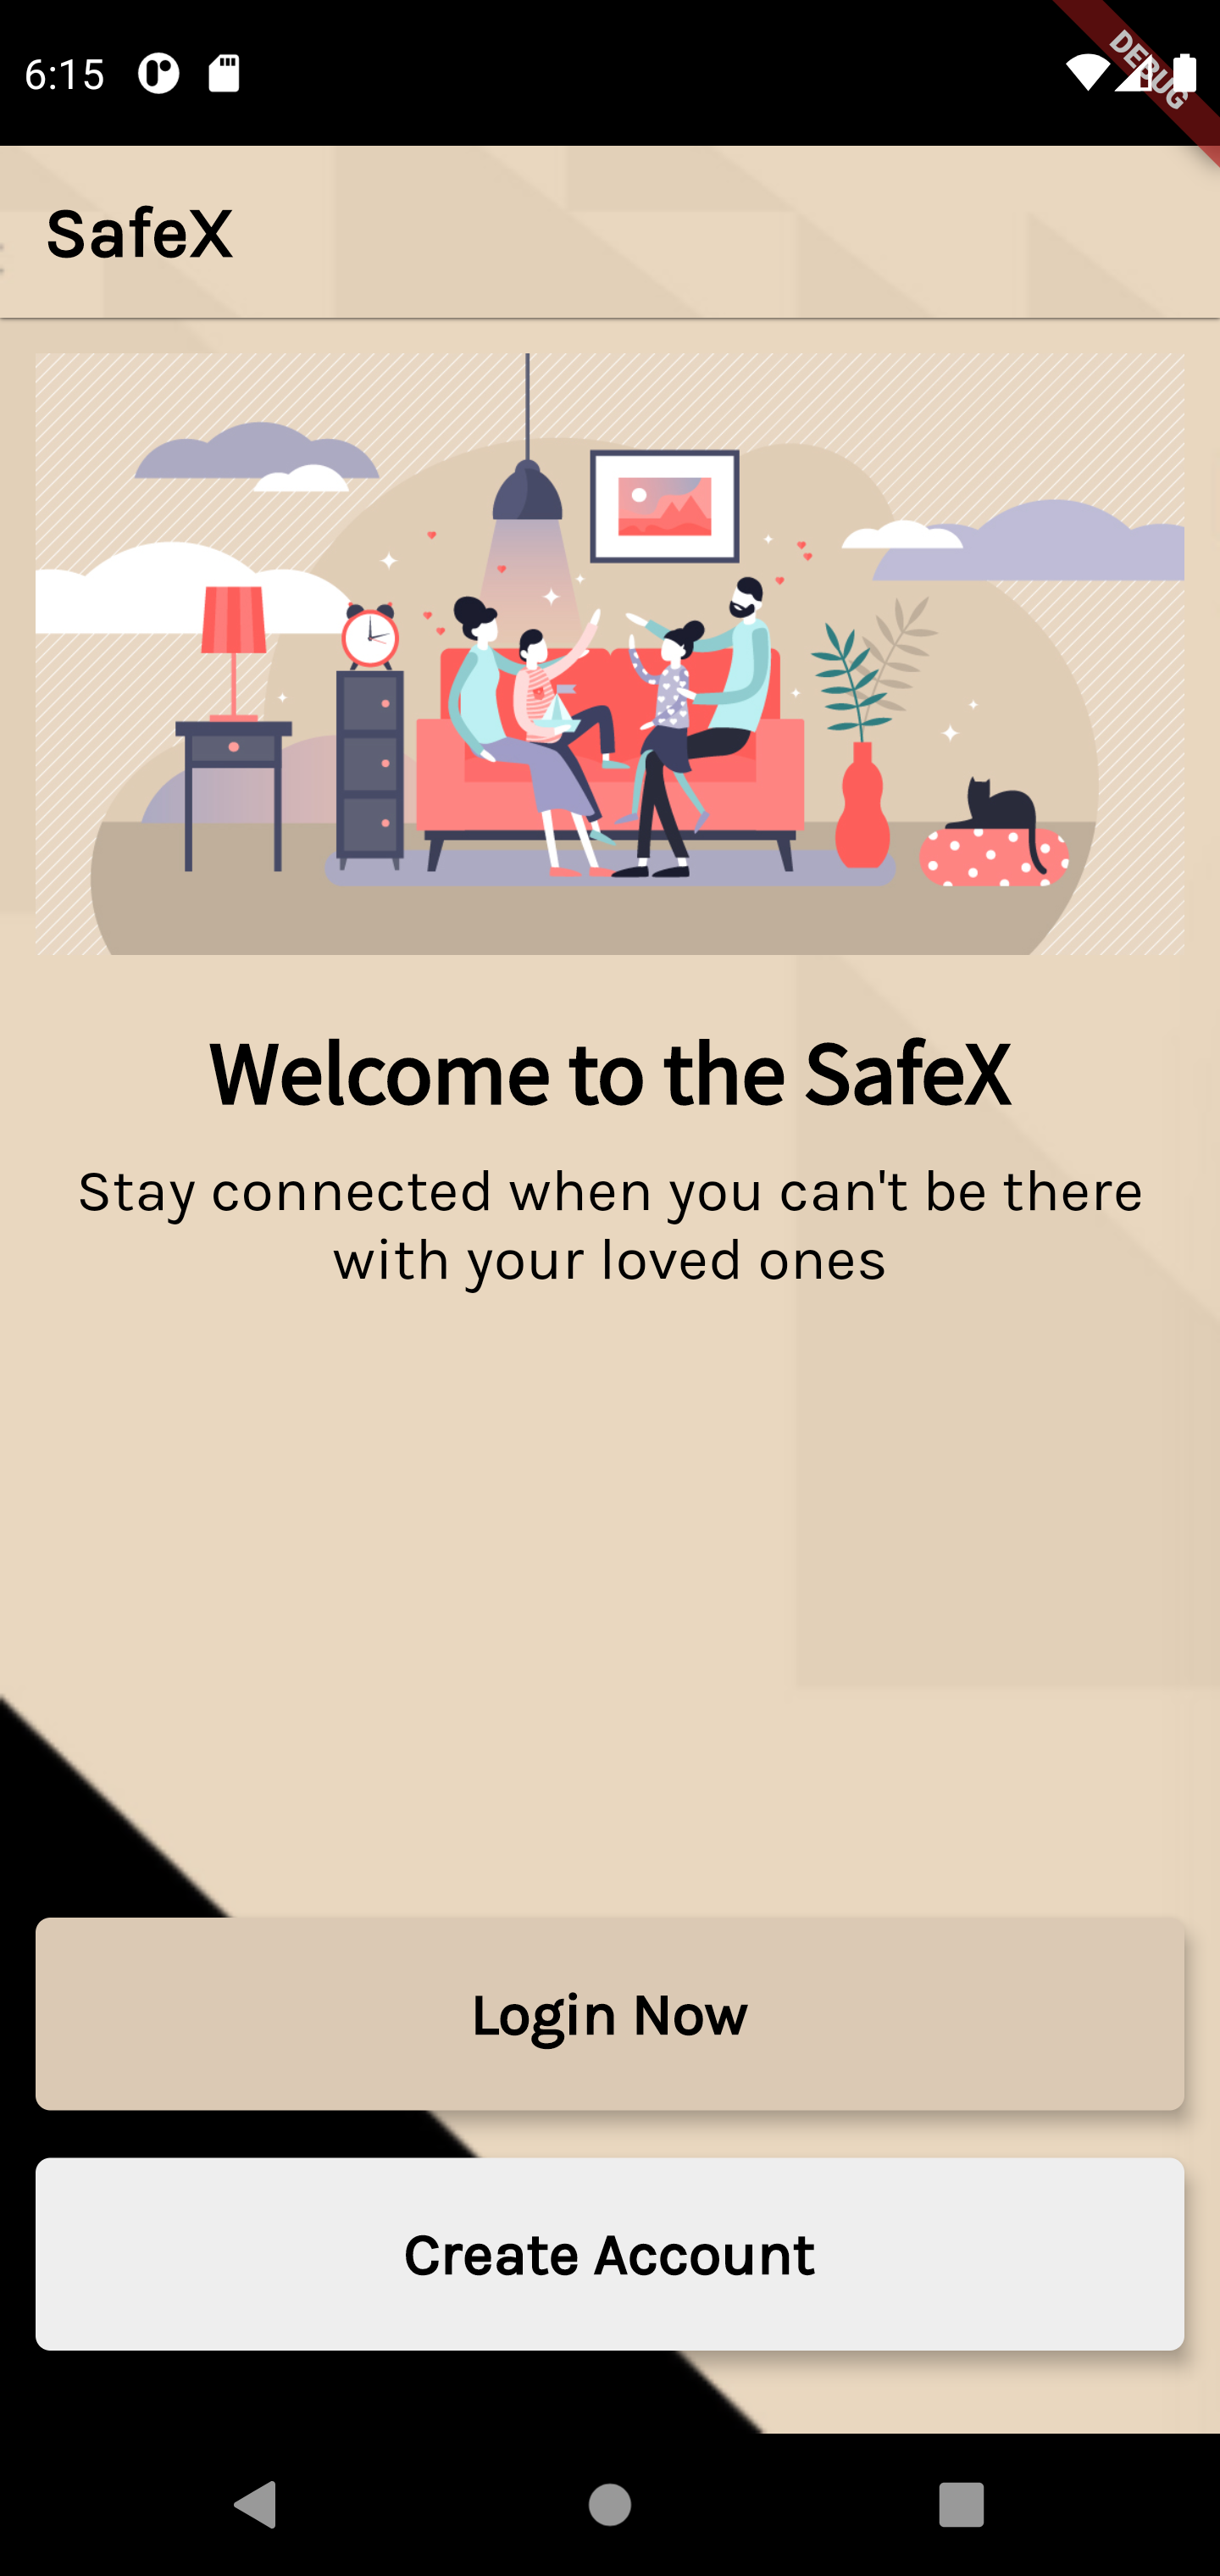 6:15
DEBUG
SafeX
Welcome to the SafeX
Stay connected when you can't be there
with your loved ones
Login Now
Create Account